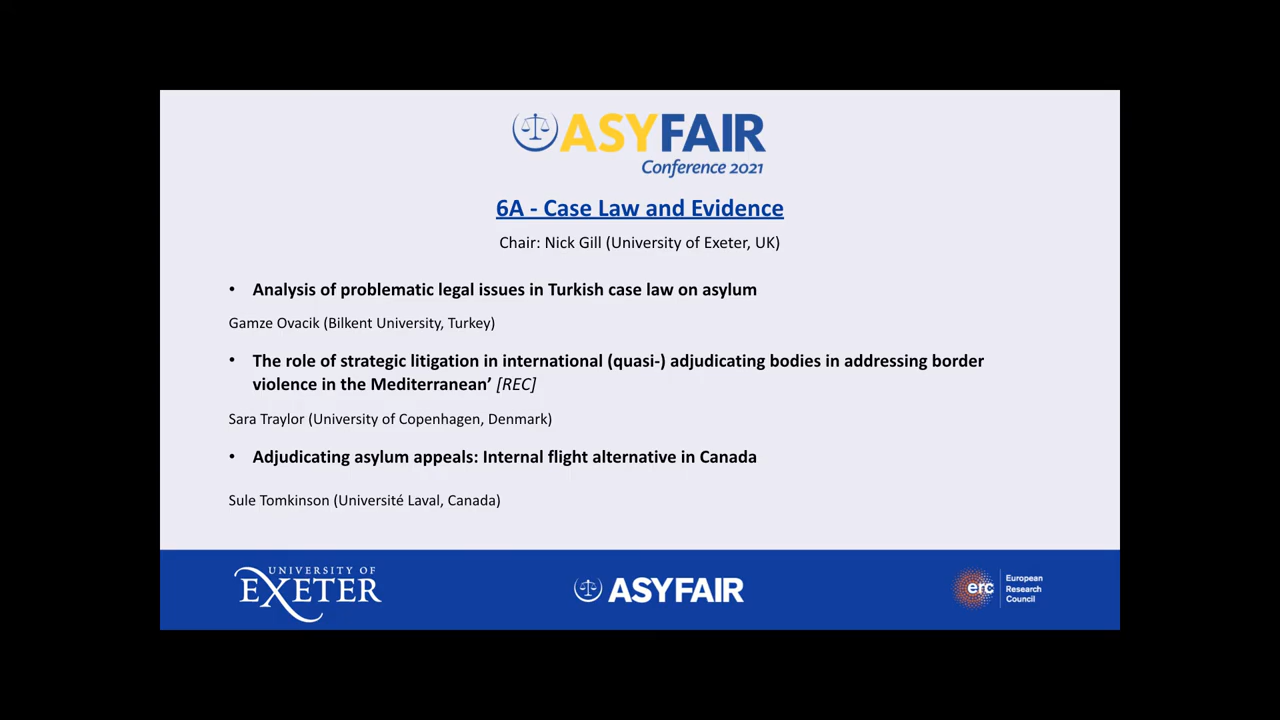 ASYFAIR
Conference 2021
6A - Case Law and Evidence
Chair: Nick Gill (University of Exeter, UK)
• Analysis of problematic legal issues in Turkish case law on asylum
Gamze Ovacik (Bilkent University, Turkey)
• The role of strategic litigation in international (quasi-) adjudicating bodies in addressing border
violence in the Mediterranean’ [REC]
Sara Traylor (University of Copenhagen, Denmark)
• Adjudicating asylum appeals: Internal flight alternative in Canada
Sule Tomkinson (Université Laval, Canada)
UNIVERSITY OF
EXETER
ASYFAIR
erc
European
Research
Council